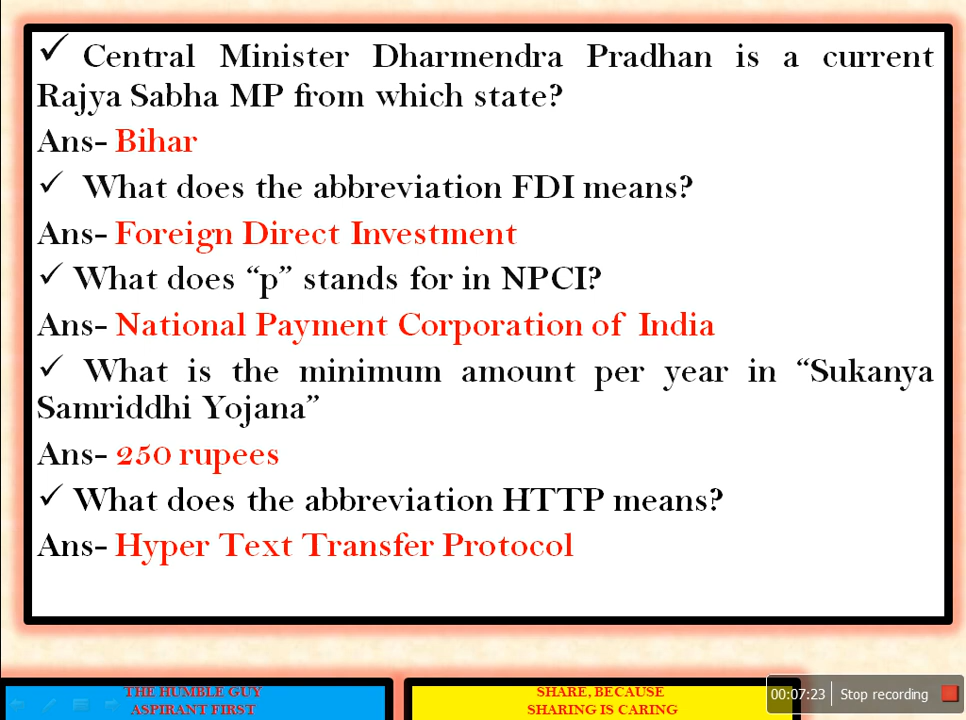 ✓ Central Minister Dharmendra Pradhan is a current
Rajya Sabha MP from which state?
Ans- Bihar
✓ What does the abbreviation FDI means?
Ans- Foreign Direct Investment
✓ What does “p” stands for in NPCI?
Ans- National Payment Corporation of India
✓ What is the minimum amount per year in “Sukanya
Samriddhi Yojana”
Ans- 250 rupees
✓ What does the abbreviation HTTP means?
Ans- Hyper Text Transfer Protocol
THE HUMBLE GUY
ASPIRANT FIRST
SHARE, BECAUSE
SHARING IS CARING
00:07:23 Stop recording